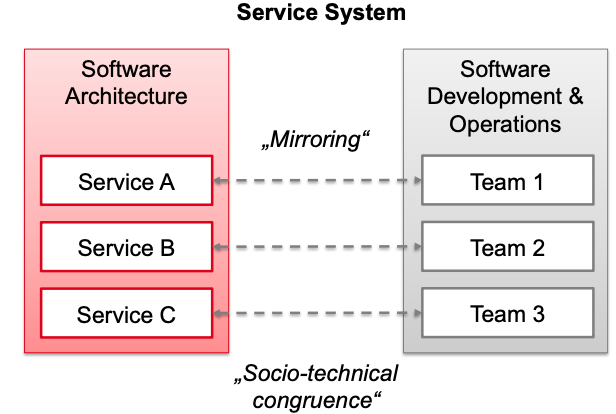 Service System
Software
Architecture
Software
Development &
Operations
„Mirroring“
Service A
Team 1
Service B
Team 2
Service C
Team 3
„Socio-technical
congruence“